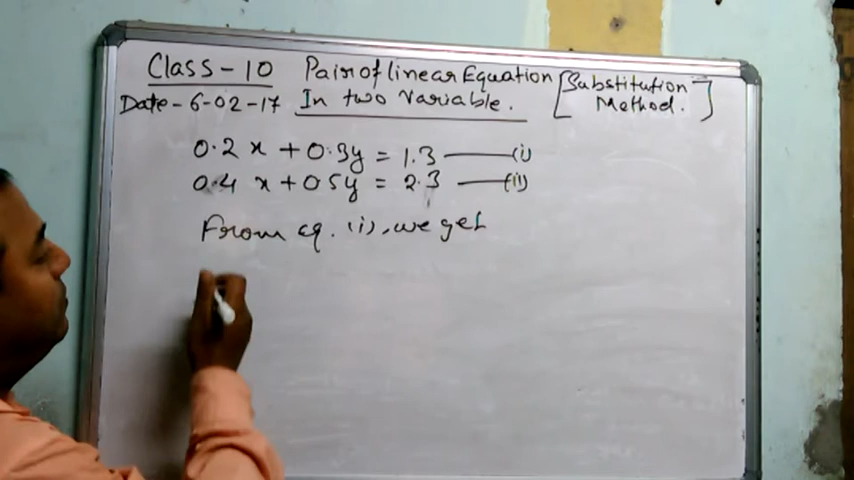 Class-10 Pair of linear Equation [Substitution
Date-6-02-17 In two Variable. Method.]
0.2 x + 0.3y = 1.3 —— (i)
0.4 x + 0.5y = 2.3 —— (ii)
From eq. (i), we get